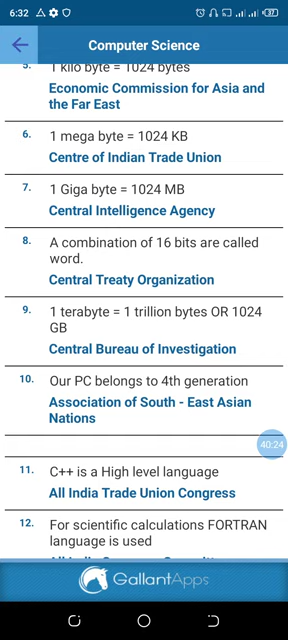 6:32
37
Computer Science
5. 1 kilo byte = 1024 bytes
Economic Commission for Asia and
the Far East
6. 1 mega byte = 1024 KB
Centre of Indian Trade Union
7. 1 Giga byte = 1024 MB
Central Intelligence Agency
8. A combination of 16 bits are called
word.
Central Treaty Organization
9. 1 terabyte = 1 trillion bytes OR 1024
GB
Central Bureau of Investigation
10. Our PC belongs to 4th generation
Association of South - East Asian
Nations
40:24
11. C++ is a High level language
All India Trade Union Congress
12. For scientific calculations FORTRAN
language is used
GallantApps